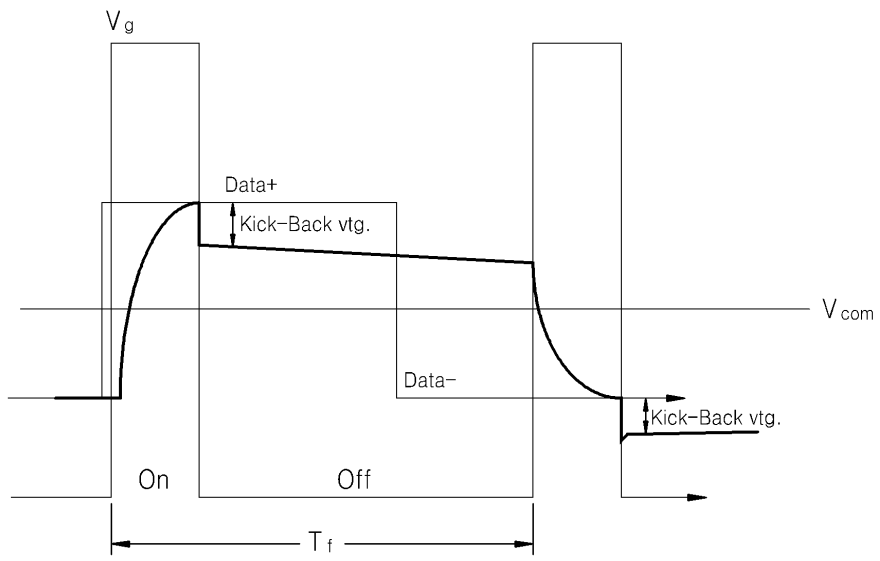 Vg
Data+
Kick-Back vtg.
Vcom
Data-
Kick-Back vtg.
On
Off
Tf